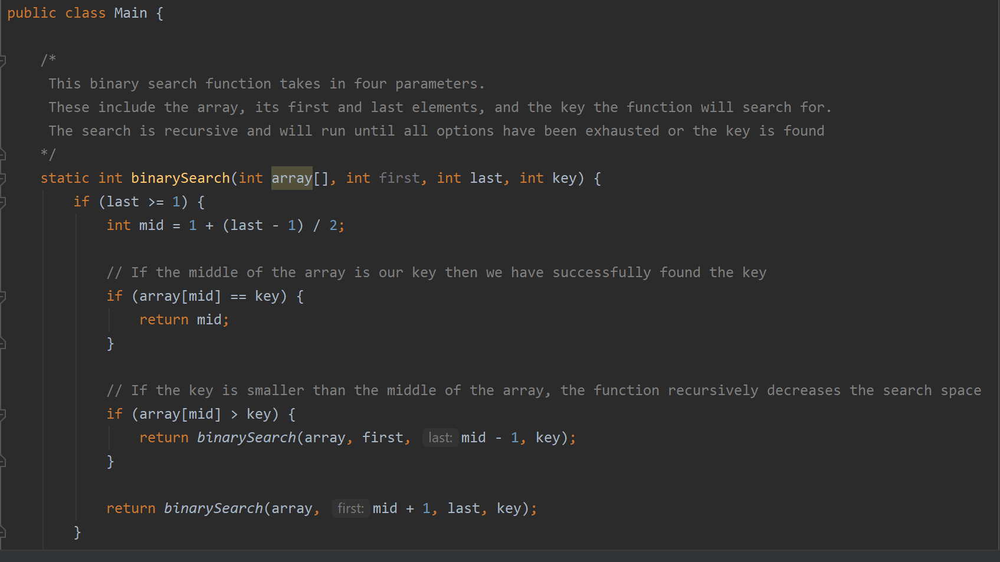 public class Main {
/*
This binary search function takes in four parameters.
These include the array, its first and last elements, and the key the function will search for.
The search is recursive and will run until all options have been exhausted or the key is found
*/
static int binarySearch(int array[], int first, int last, int key) {
if (last >= 1) {
int mid = 1 + (last - 1) / 2;
// If the middle of the array is our key then we have successfully found the key
if (array[mid] == key) {
return mid;
}
// If the key is smaller than the middle of the array, the function recursively decreases the search space
if (array[mid] > key) {
return binarySearch(array, first, last: mid - 1, key);
}
return binarySearch(array, first: mid + 1, last, key);
}